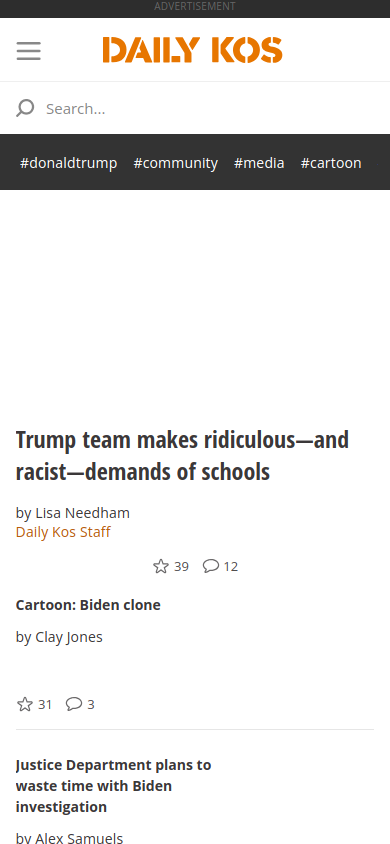 ADVERTISEMENT
DAILY KOS
Search...
#donaldtrump #community #media #cartoon
Trump team makes ridiculous—and
racist—demands of schools
by Lisa Needham
Daily Kos Staff
39 12
Cartoon: Biden clone
by Clay Jones
31 3
Justice Department plans to
waste time with Biden
investigation
by Alex Samuels